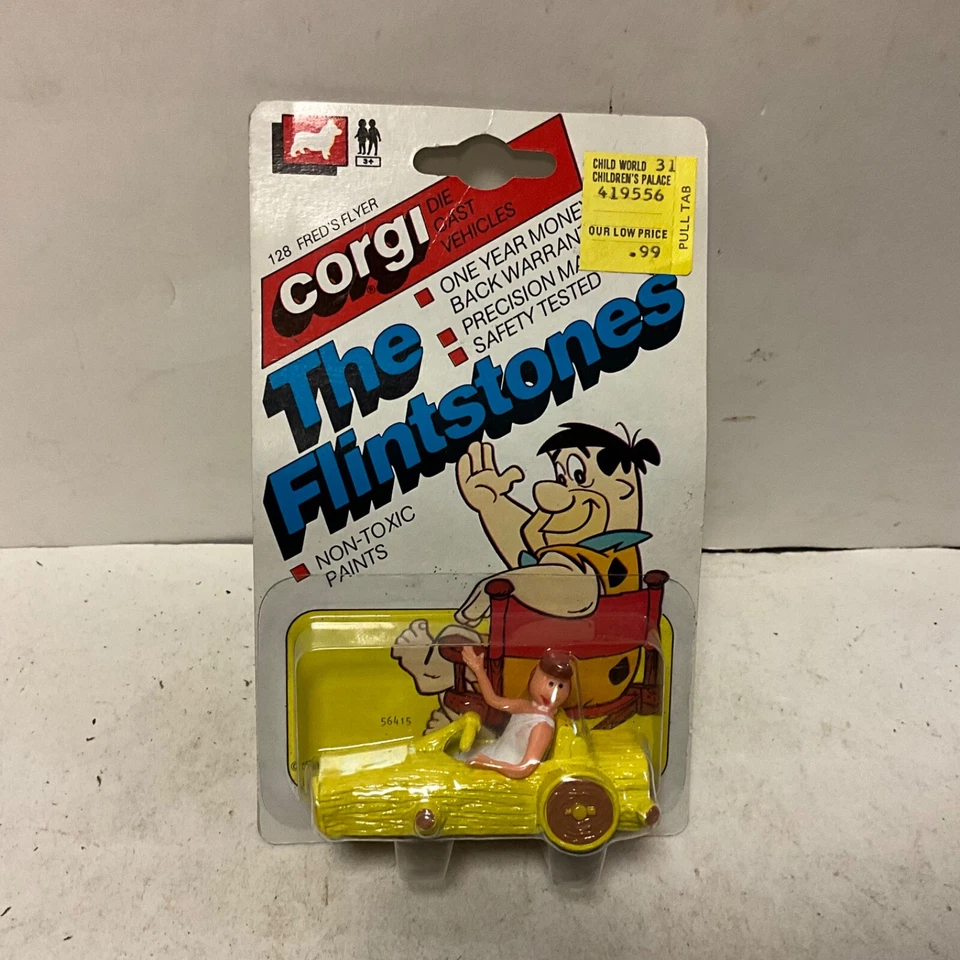 3+
128 FRED'S FLYER
corgi®
DIE
CAST
VEHICLES
ONE YEAR MONEY
BACK WARRAN
PRECISION MA
SAFETY TESTED
CHILD WORLD 31
CHILDREN'S PALACE
419556
OUR LOW PRICE
.99
PULL TAB
The
Flintstones
NON-TOXIC
PAINTS
56415
©